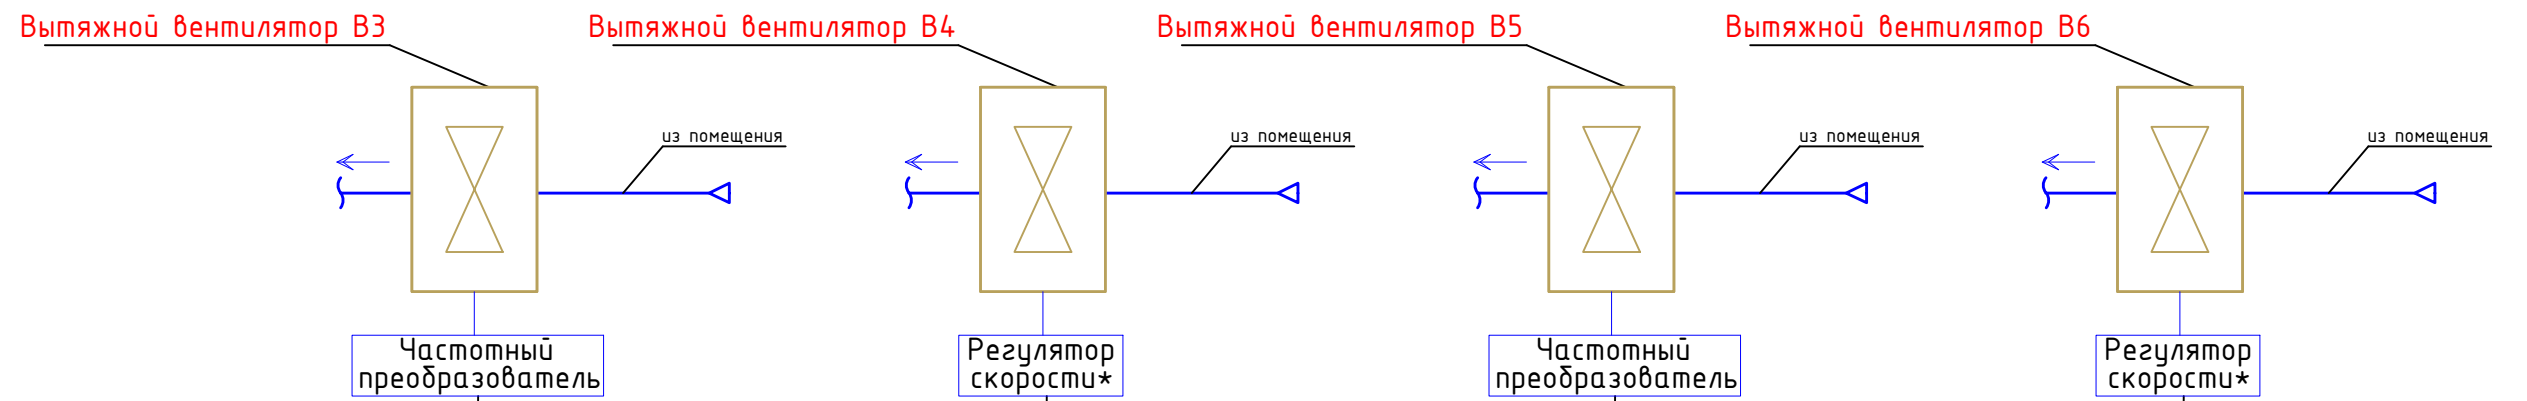 Вытяжной вентилятор В3
Вытяжной вентилятор В4
Вытяжной вентилятор В5
Вытяжной вентилятор В6
из помещения
из помещения
из помещения
из помещения
Частотный
преобразователь
Регулятор
скорости*
Частотный
преобразователь
Регулятор
скорости*